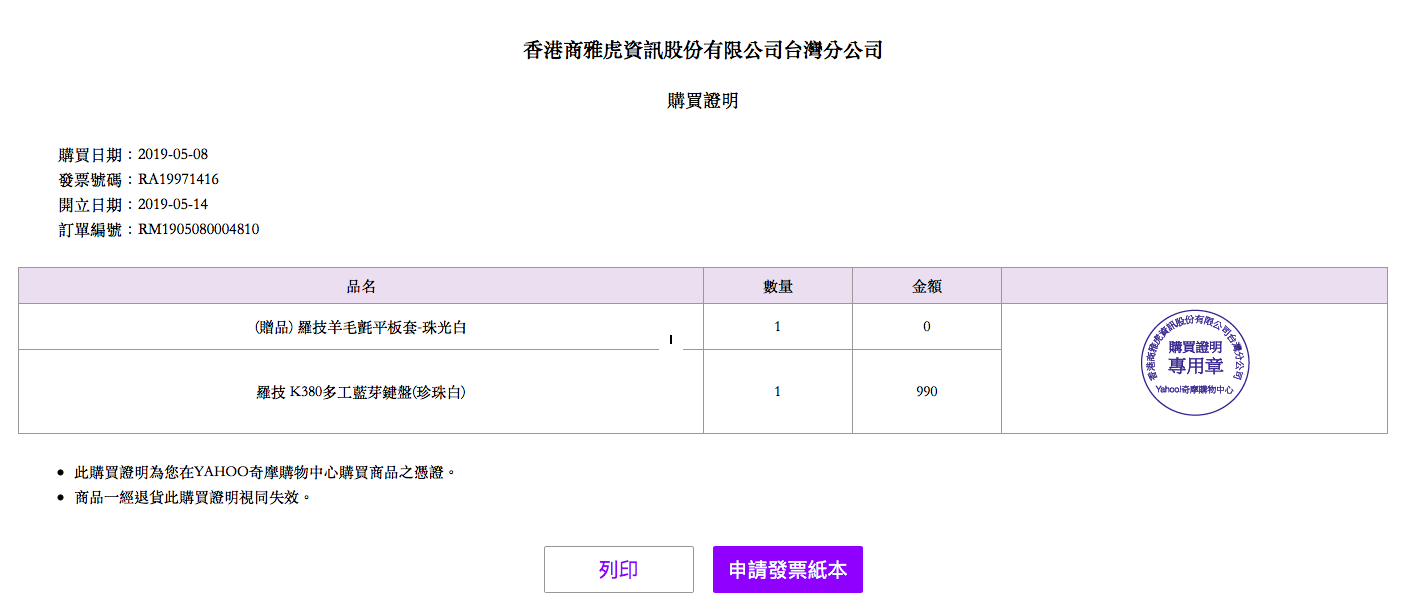 香港商雅虎資訊股份有限公司台灣分公司
購買證明
購買日期：2019-05-08
發票號碼：RA19971416
開立日期：2019-05-14
訂單編號：RM1905080004810
品名 數量 金額
(贈品) 羅技羊毛氈平板套-珠光白 1 0
羅技 K380多工藍芽鍵盤(珍珠白) 1 990
香港商雅虎資訊股份有限公司台灣分公司
購買證明
專用章
Yahoo!奇摩購物中心
• 此購買證明為您在YAHOO奇摩購物中心購買商品之憑證。
• 商品一經退貨此購買證明視同失效。
列印 申請發票紙本